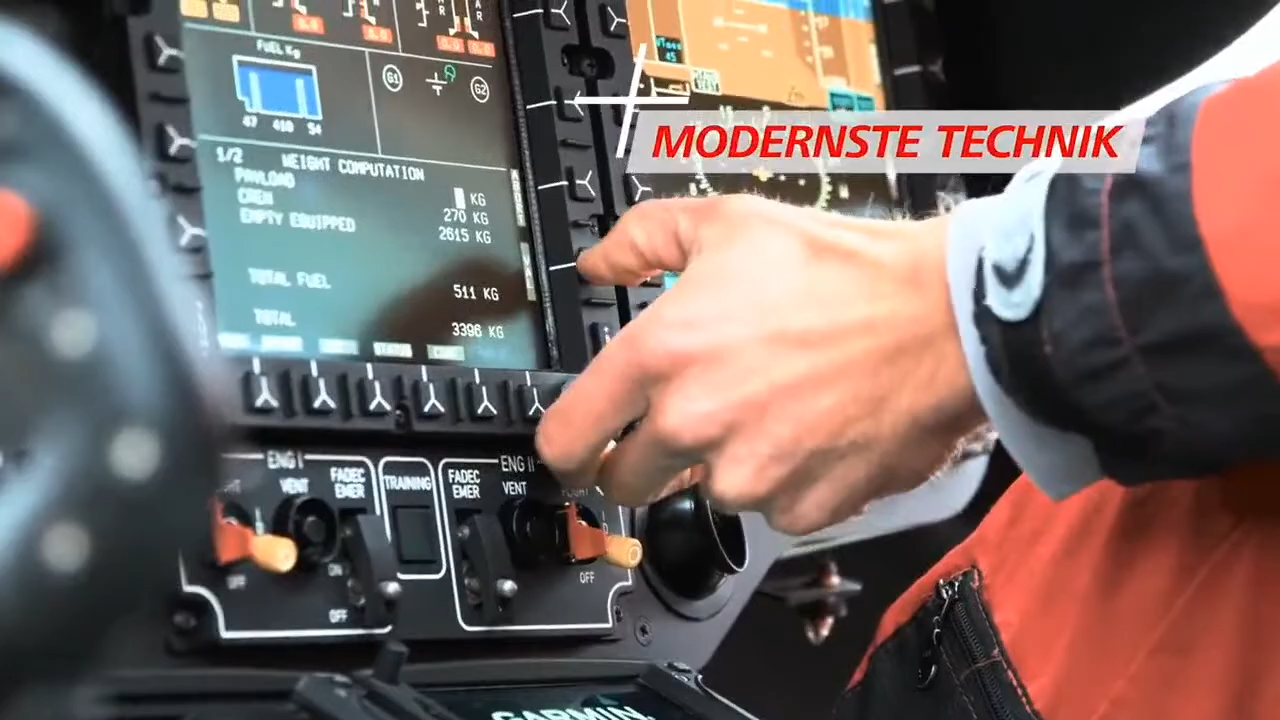 FUEL Kg
G1
G2
47 410 54
MODERNSTE TECHNIK
1/2 WEIGHT COMPUTATION
PAYLOAD KG
CREW 270 KG
EMPTY EQUIPPED 2615 KG
TOTAL FUEL 511 KG
TOTAL 3396 KG
STATUS
ENG I
VENT
FADEC
EMER
TRAINING
ENG II
FADEC
EMER
VENT
FLIGHT
OFF
ON
OFF
OFF
GARMIN